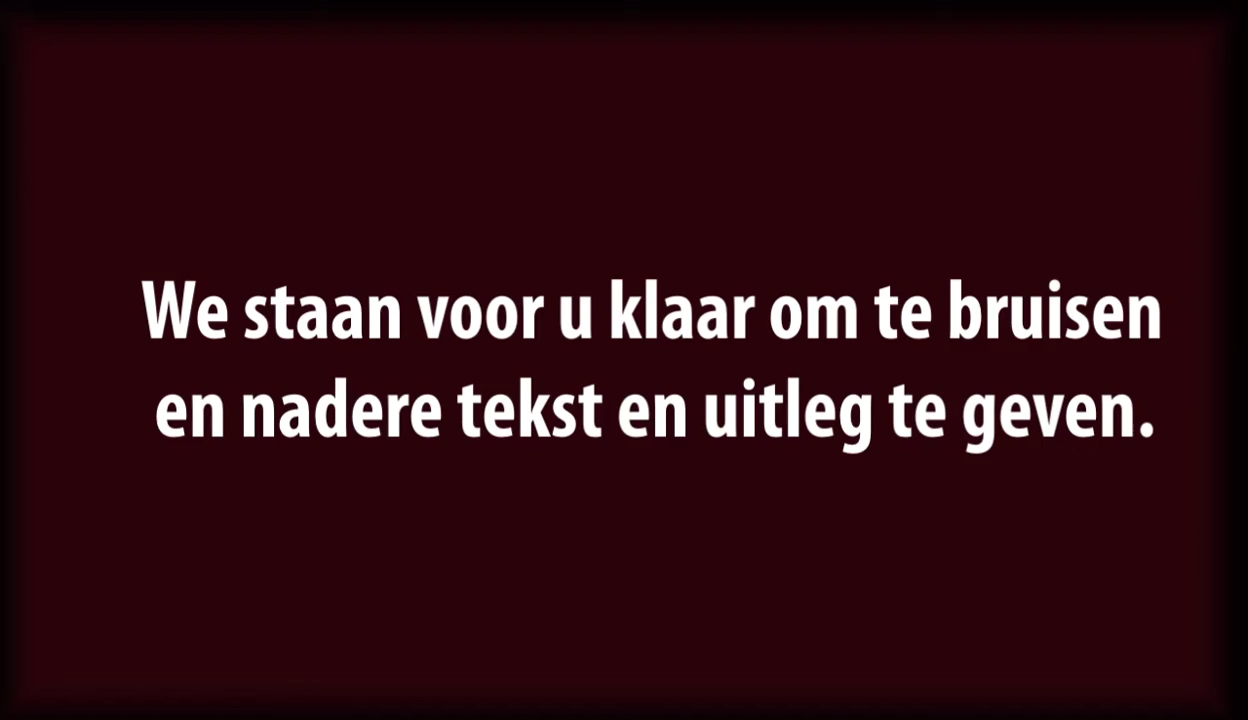 We staan voor u klaar om te bruisen
en nadere tekst en uitleg te geven.